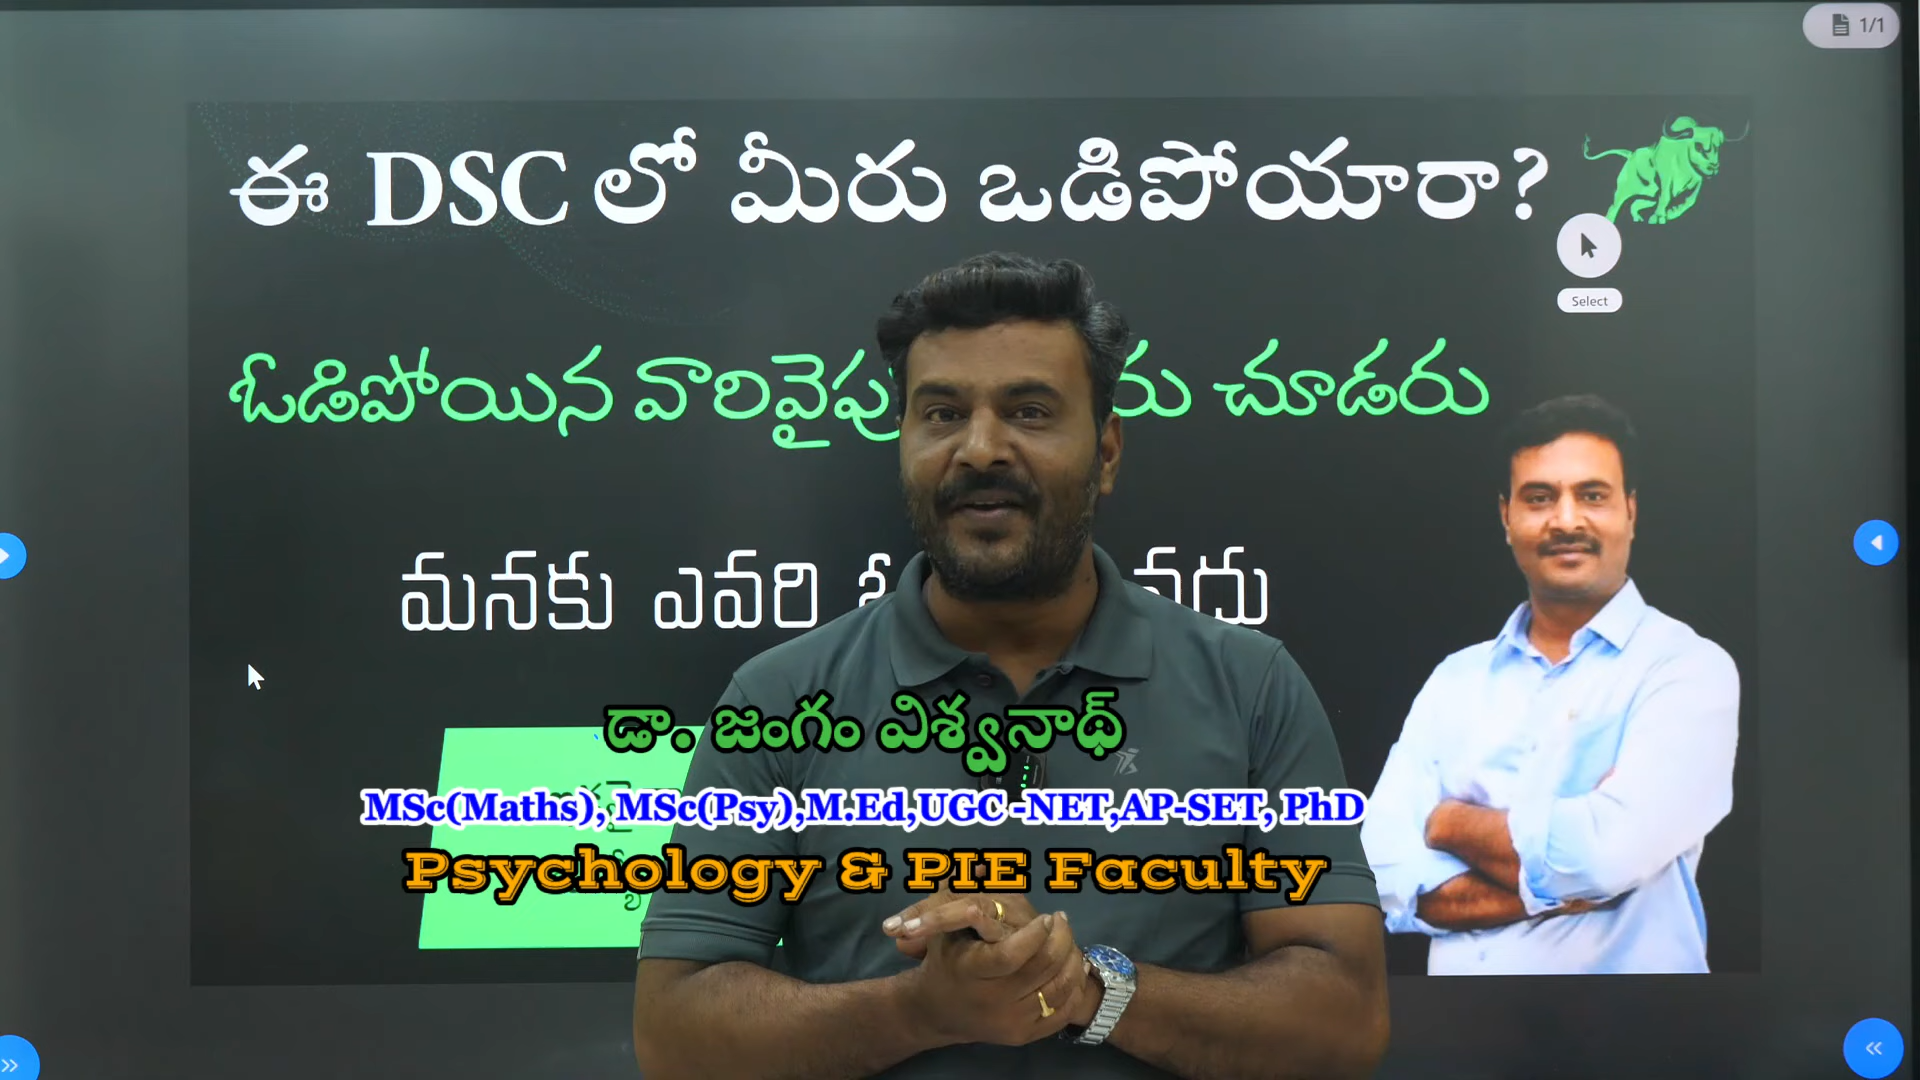 1/1
ఈ DSC లో మీరు ఒడిపోయారా?
Select
ఓడిపోయిన వారివైపు చూడరు
మనకు ఎవరి
డా. జంగం విశ్వనాథ్
MSc(Maths), MSc(Psy),M.Ed,UGC -NET,AP-SET, PhD
Psychology & PIE Faculty